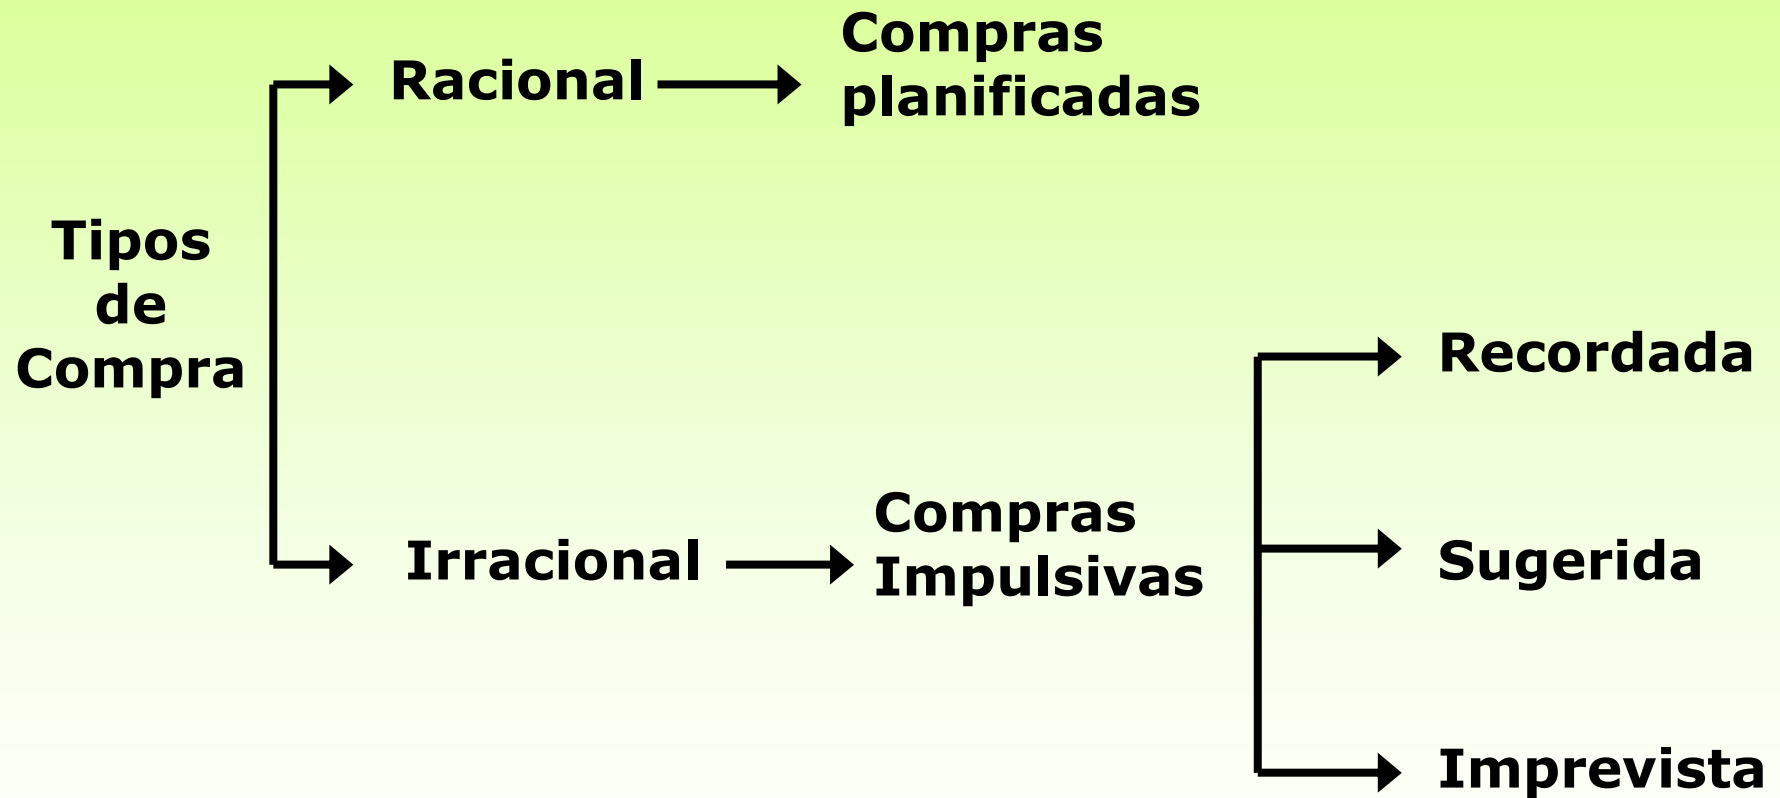 Tipos
de
Compra
Racional
Compras
planificadas
Irracional
Compras
Impulsivas
Recordada
Sugerida
Imprevista